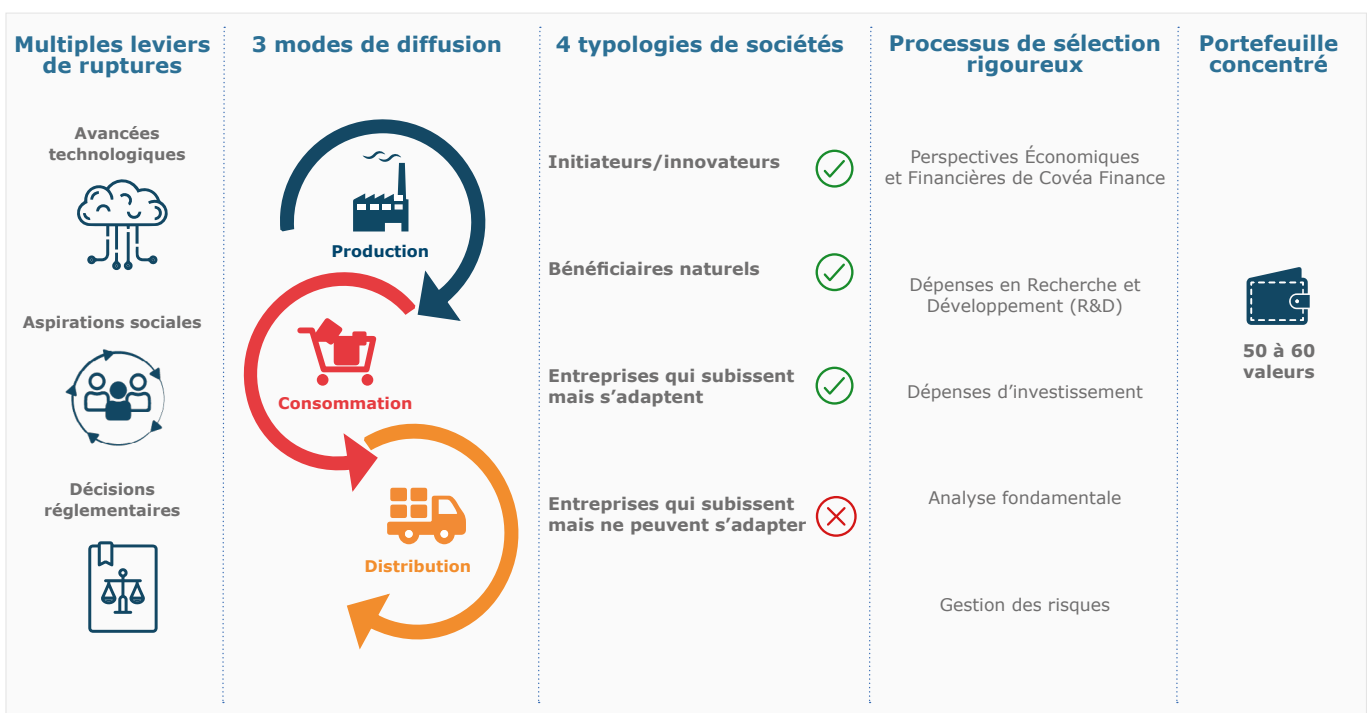 Multiples leviers
de ruptures
Avancées
technologiques
Aspirations sociales
Décisions
réglementaires
3 modes de diffusion
Production
Consommation
Distribution
4 typologies de sociétés
Initiateurs/innovateurs
Bénéficiaires naturels
Entreprises qui subissent
mais s’adaptent
Entreprises qui subissent
mais ne peuvent s’adapter
Processus de sélection
rigoureux
Perspectives Économiques
et Financières de Covéa Finance
Dépenses en Recherche et
Développement (R&D)
Dépenses d’investissement
Analyse fondamentale
Gestion des risques
Portefeuille
concentré
50 à 60
valeurs